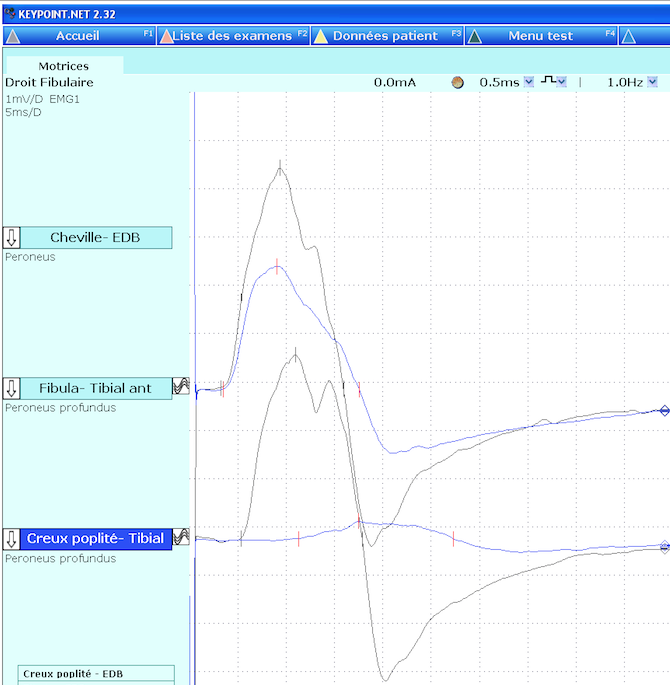 KEYPOINT.NET 2.32
Accueil F1 Liste des examens F2 Données patient F3 Menu test F4
Matrices
Droit Fibulaire 0.0mA 0.5ms 1.0Hz
1mV/D EMG1
5ms/D
Cheville- EDB
Peroneus
Fibula- Tibial ant
Peroneus profundus
Creux poplité- Tibial
Peroneus profundus
Creux poplité - EDB